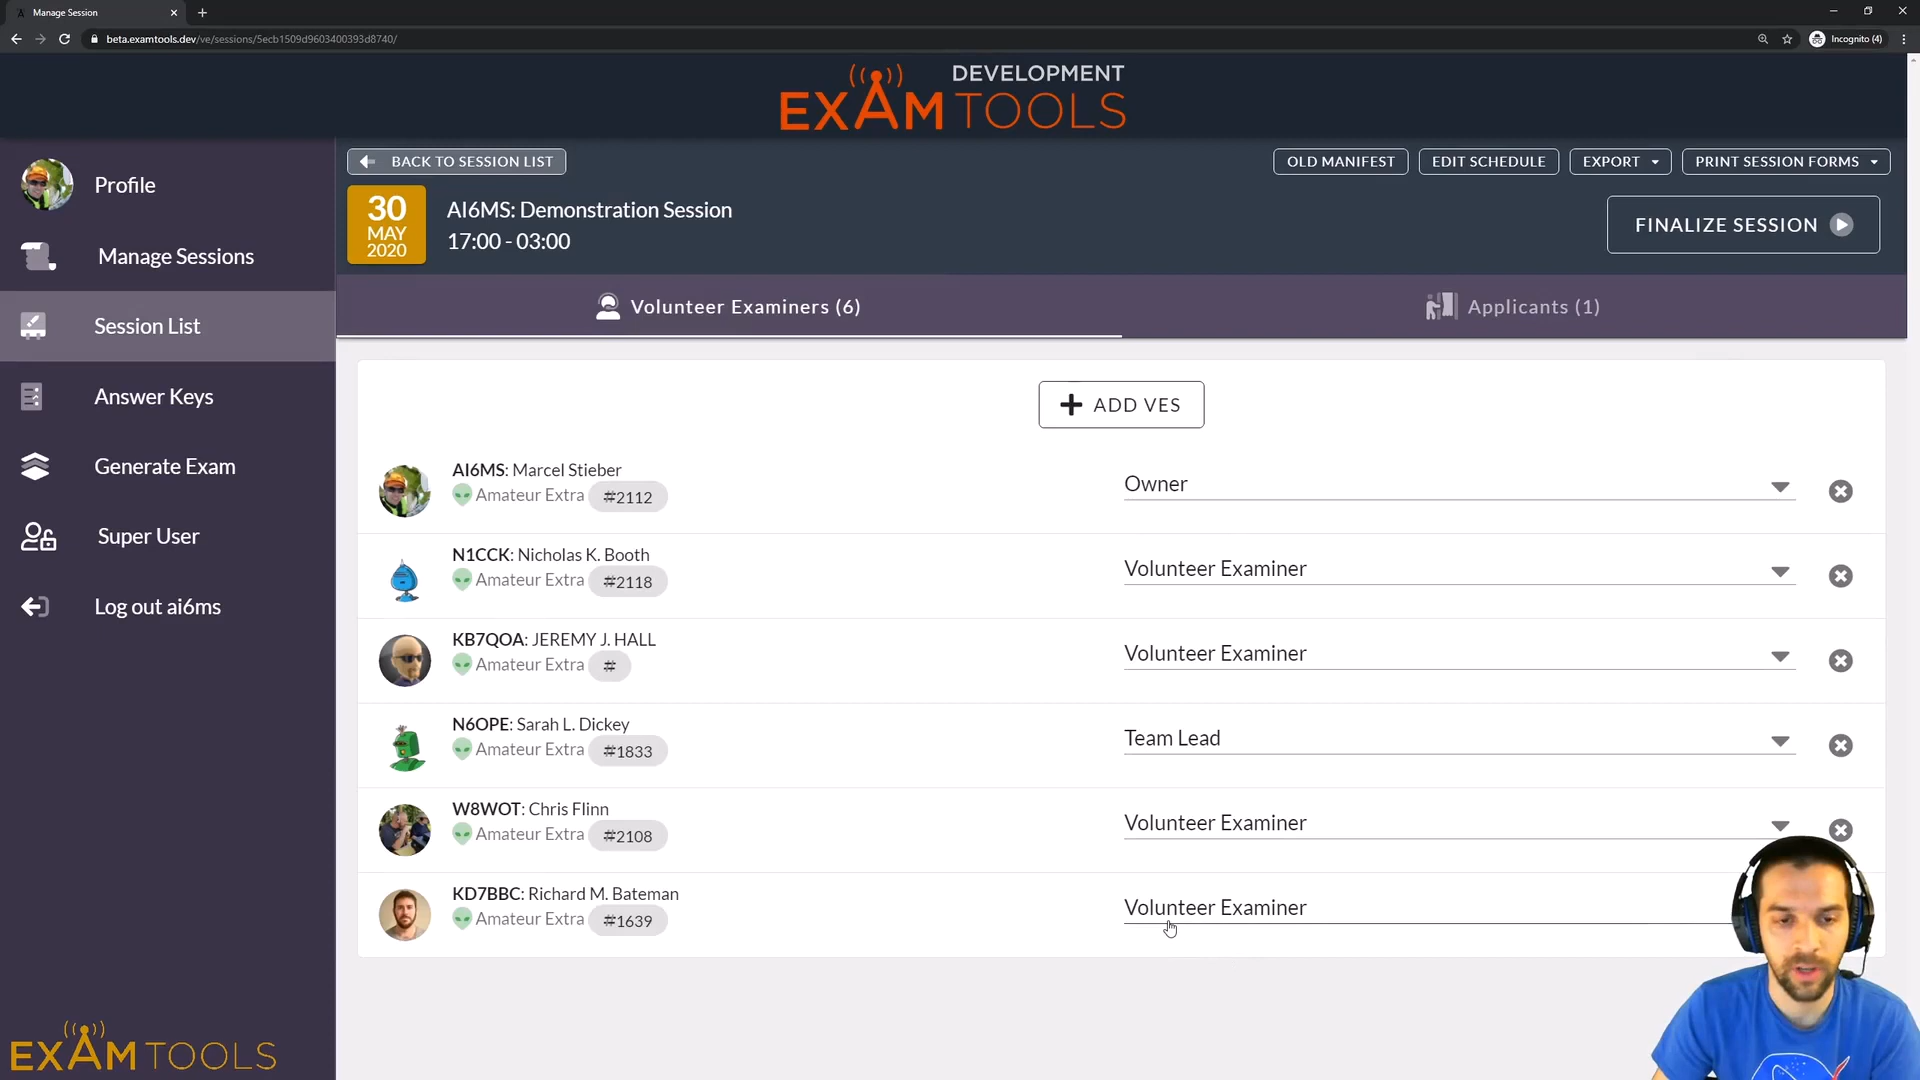 Manage Session
beta.examtools.dev/ve/sessions/5ecb1509d9603400393d8740/
Incognito (4)
DEVELOPMENT
EXAMTOOLS
Profile
Manage Sessions
Session List
Answer Keys
Generate Exam
Super User
Log out ai6ms
EXAMTOOLS
BACK TO SESSION LIST
OLD MANIFEST
EDIT SCHEDULE
EXPORT
PRINT SESSION FORMS
30
MAY
2020
AI6MS: Demonstration Session
17:00 - 03:00
FINALIZE SESSION
Volunteer Examiners (6)
Applicants (1)
ADD VES
AI6MS: Marcel Stieber
Amateur Extra #2112
Owner
N1CCK: Nicholas K. Booth
Amateur Extra #2118
Volunteer Examiner
KB7QOA: JEREMY J. HALL
Amateur Extra #
Volunteer Examiner
N6OPE: Sarah L. Dickey
Amateur Extra #1833
Team Lead
W8WOT: Chris Flinn
Amateur Extra #2108
Volunteer Examiner
KD7BBC: Richard M. Bateman
Amateur Extra #1639
Volunteer Examiner